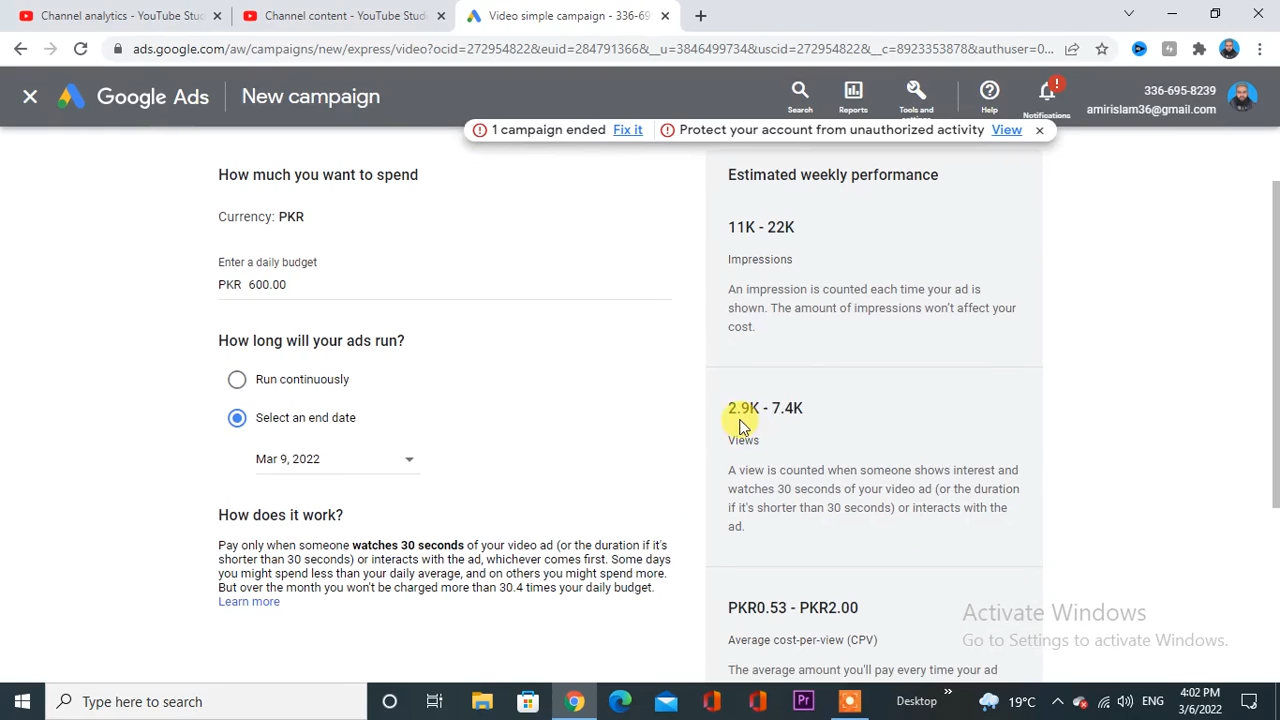 Channel analytics - YouTube Stu
Channel content - YouTube Studi
Video simple campaign - 336-69
ads.google.com/aw/campaigns/new/express/video?ocid=272954822&euid=284791366&__u=3846499734&uscid=272954822&__c=8923353878&authuser=0...
Google Ads
New campaign
Search
Reports
Tools and
settings
Help
Notifications
336-695-8239
amirislam36@gmail.com
1 campaign ended Fix it
Protect your account from unauthorized activity View
How much you want to spend
Currency: PKR
Enter a daily budget
PKR 600.00
How long will your ads run?
Run continuously
Select an end date
Mar 9, 2022
How does it work?
Pay only when someone watches 30 seconds of your video ad (or the duration if it's
shorter than 30 seconds) or interacts with the ad, whichever comes first. Some days
you might spend less than your daily average, and on others you might spend more.
But over the month you won't be charged more than 30.4 times your daily budget.
Learn more
Estimated weekly performance
11K - 22K
Impressions
An impression is counted each time your ad is
shown. The amount of impressions won't affect your
cost.
2.9K - 7.4K
Views
A view is counted when someone shows interest and
watches 30 seconds of your video ad (or the duration
if it's shorter than 30 seconds) or interacts with the
ad.
PKR0.53 - PKR2.00
Average cost-per-view (CPV)
The average amount you'll pay every time your ad
Activate Windows
Go to Settings to activate Windows.
Type here to search
Pr
Desktop
19°C
ENG
4:02 PM
3/6/2022